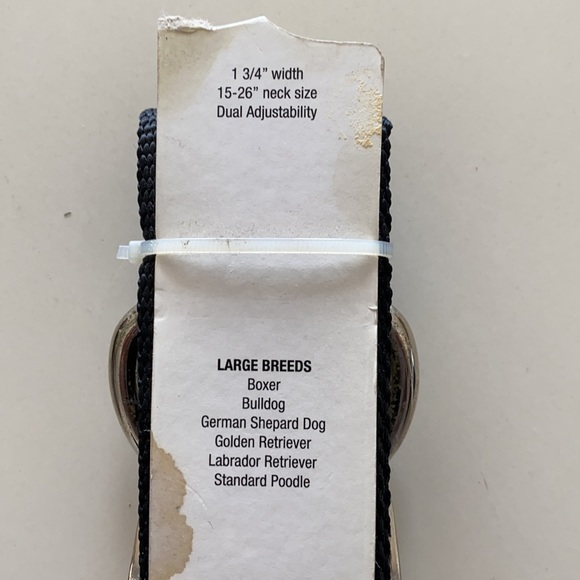 1 3/4” width
15-26” neck size
Dual Adjustability
LARGE BREEDS
Boxer
Bulldog
German Shepard Dog
Golden Retriever
Labrador Retriever
Standard Poodle